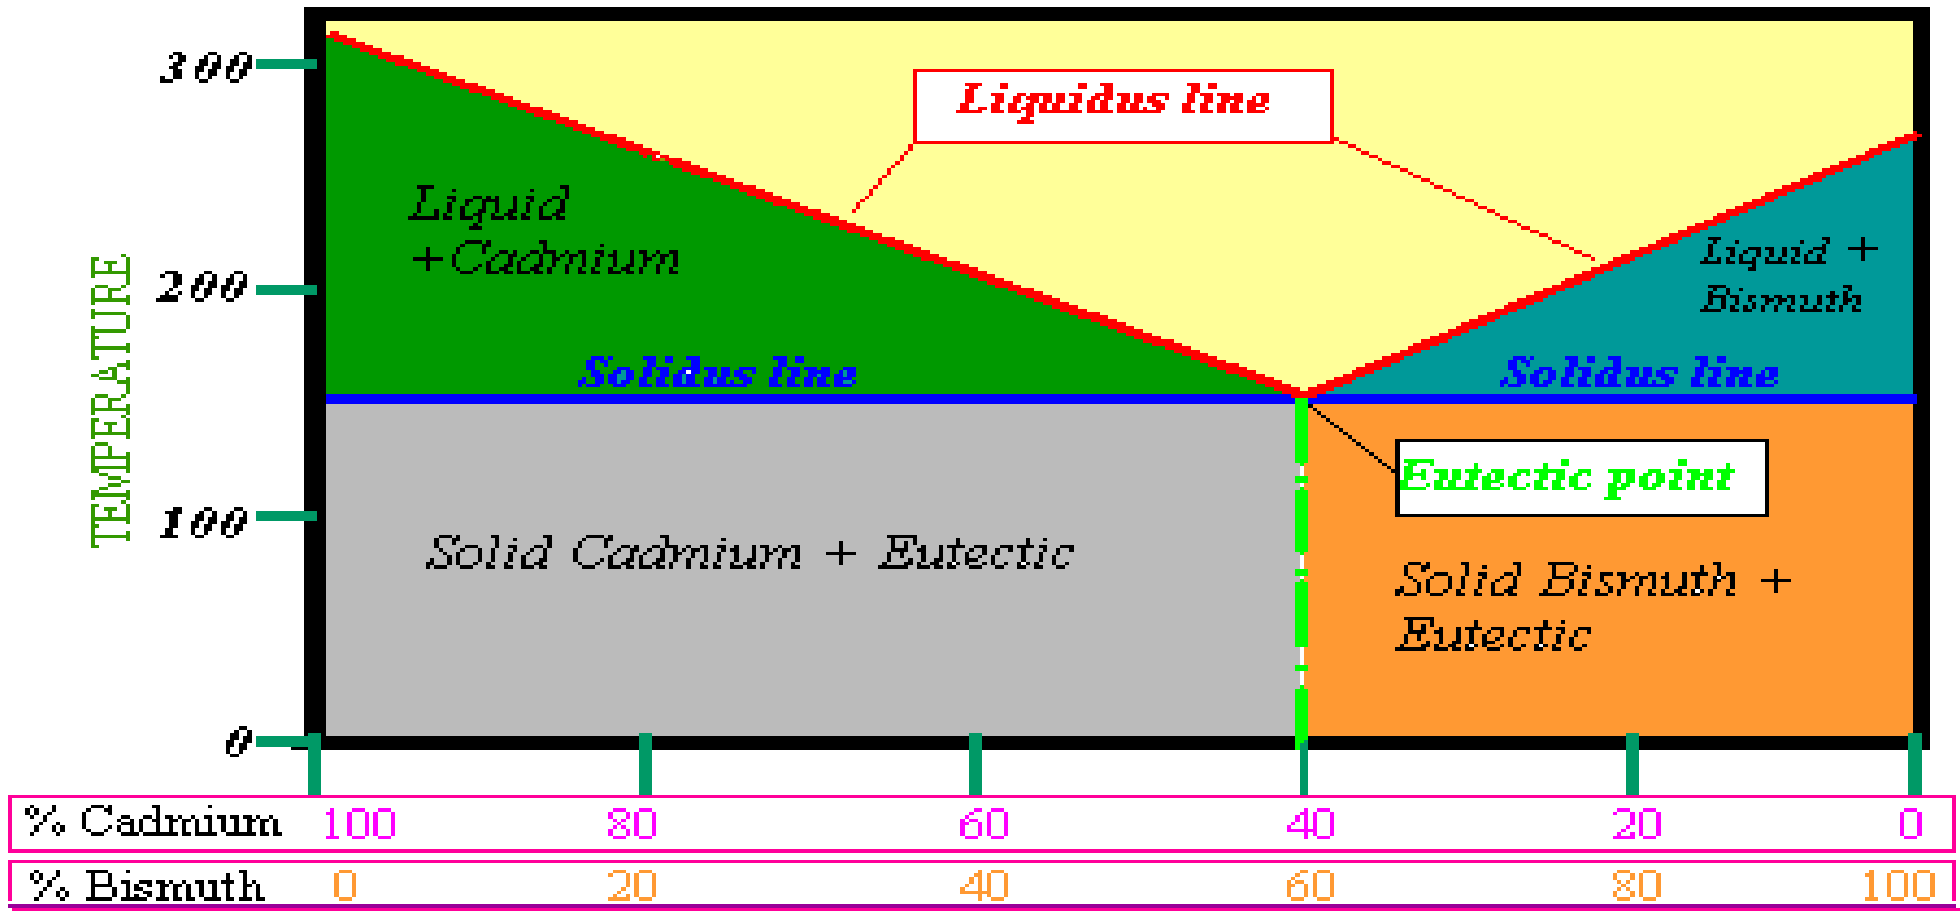 300
Liquidus line
Liquid
+Cadmium
Liquid +
Bismuth
TEMPERATURE
200
Solidus line
Solidus line
Eutectic point
100
Solid Cadmium + Eutectic
Solid Bismuth +
Eutectic
0
% Cadmium 100 80 60 40 20 0
% Bismuth 0 20 40 60 80 100